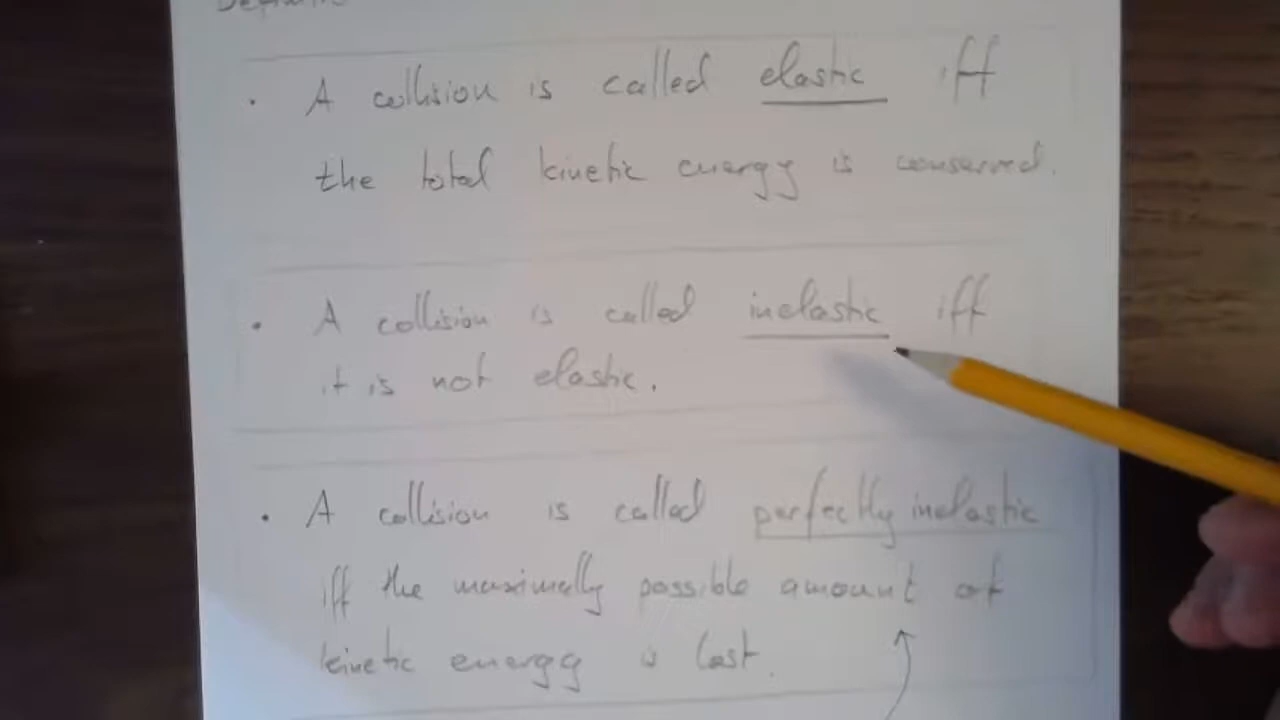 · A collision is called elastic iff
the total kinetic energy is conserved.
· A collision is called inelastic iff
it is not elastic.
· A collision is called perfectly inelastic
iff the maximally possible amount of
kinetic energy is lost.